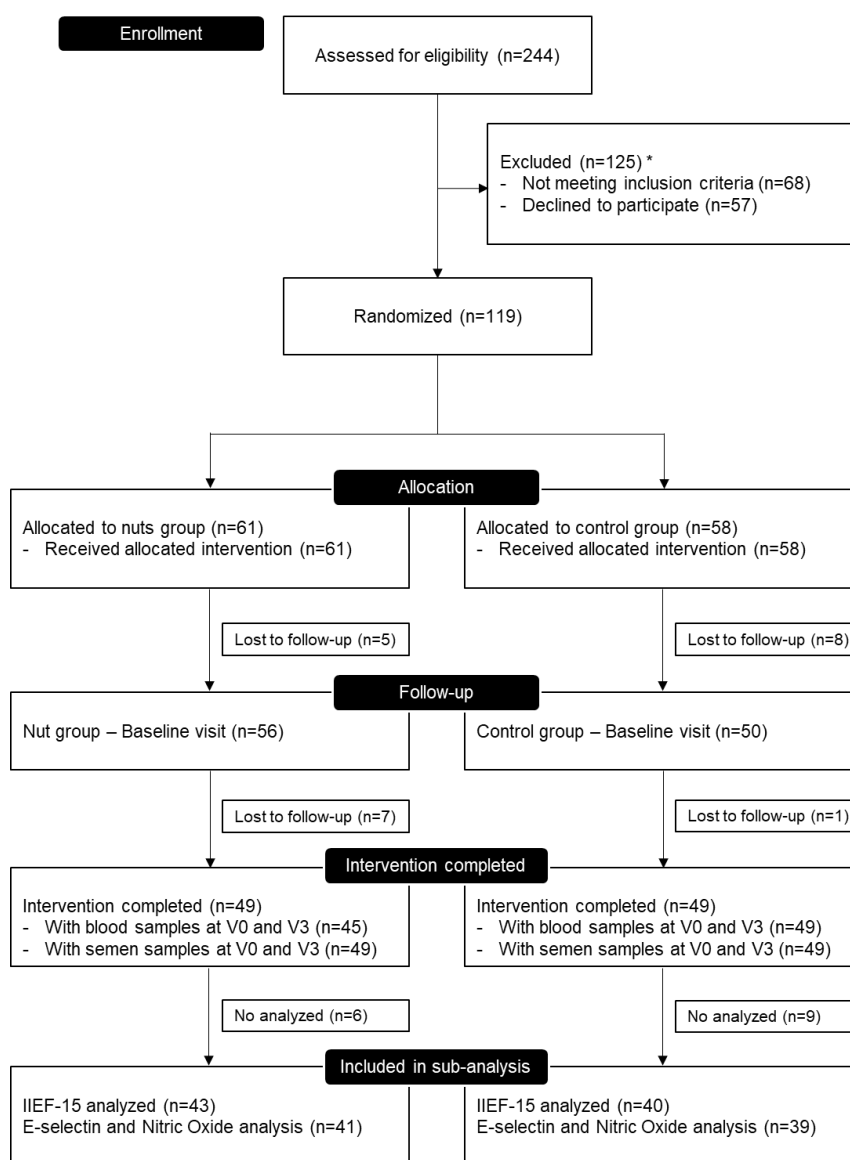 Enrollment
Assessed for eligibility (n=244)
Excluded (n=125) *
- Not meeting inclusion criteria (n=68)
- Declined to participate (n=57)
Randomized (n=119)
Allocation
Allocated to nuts group (n=61)
- Received allocated intervention (n=61)
Allocated to control group (n=58)
- Received allocated intervention (n=58)
Lost to follow-up (n=5)
Lost to follow-up (n=8)
Follow-up
Nut group – Baseline visit (n=56)
Control group – Baseline visit (n=50)
Lost to follow-up (n=7)
Lost to follow-up (n=1)
Intervention completed
Intervention completed (n=49)
- With blood samples at V0 and V3 (n=45)
- With semen samples at V0 and V3 (n=49)
Intervention completed (n=49)
- With blood samples at V0 and V3 (n=49)
- With semen samples at V0 and V3 (n=49)
No analyzed (n=6)
No analyzed (n=9)
Included in sub-analysis
IIEF-15 analyzed (n=43)
E-selectin and Nitric Oxide analysis (n=41)
IIEF-15 analyzed (n=40)
E-selectin and Nitric Oxide analysis (n=39)